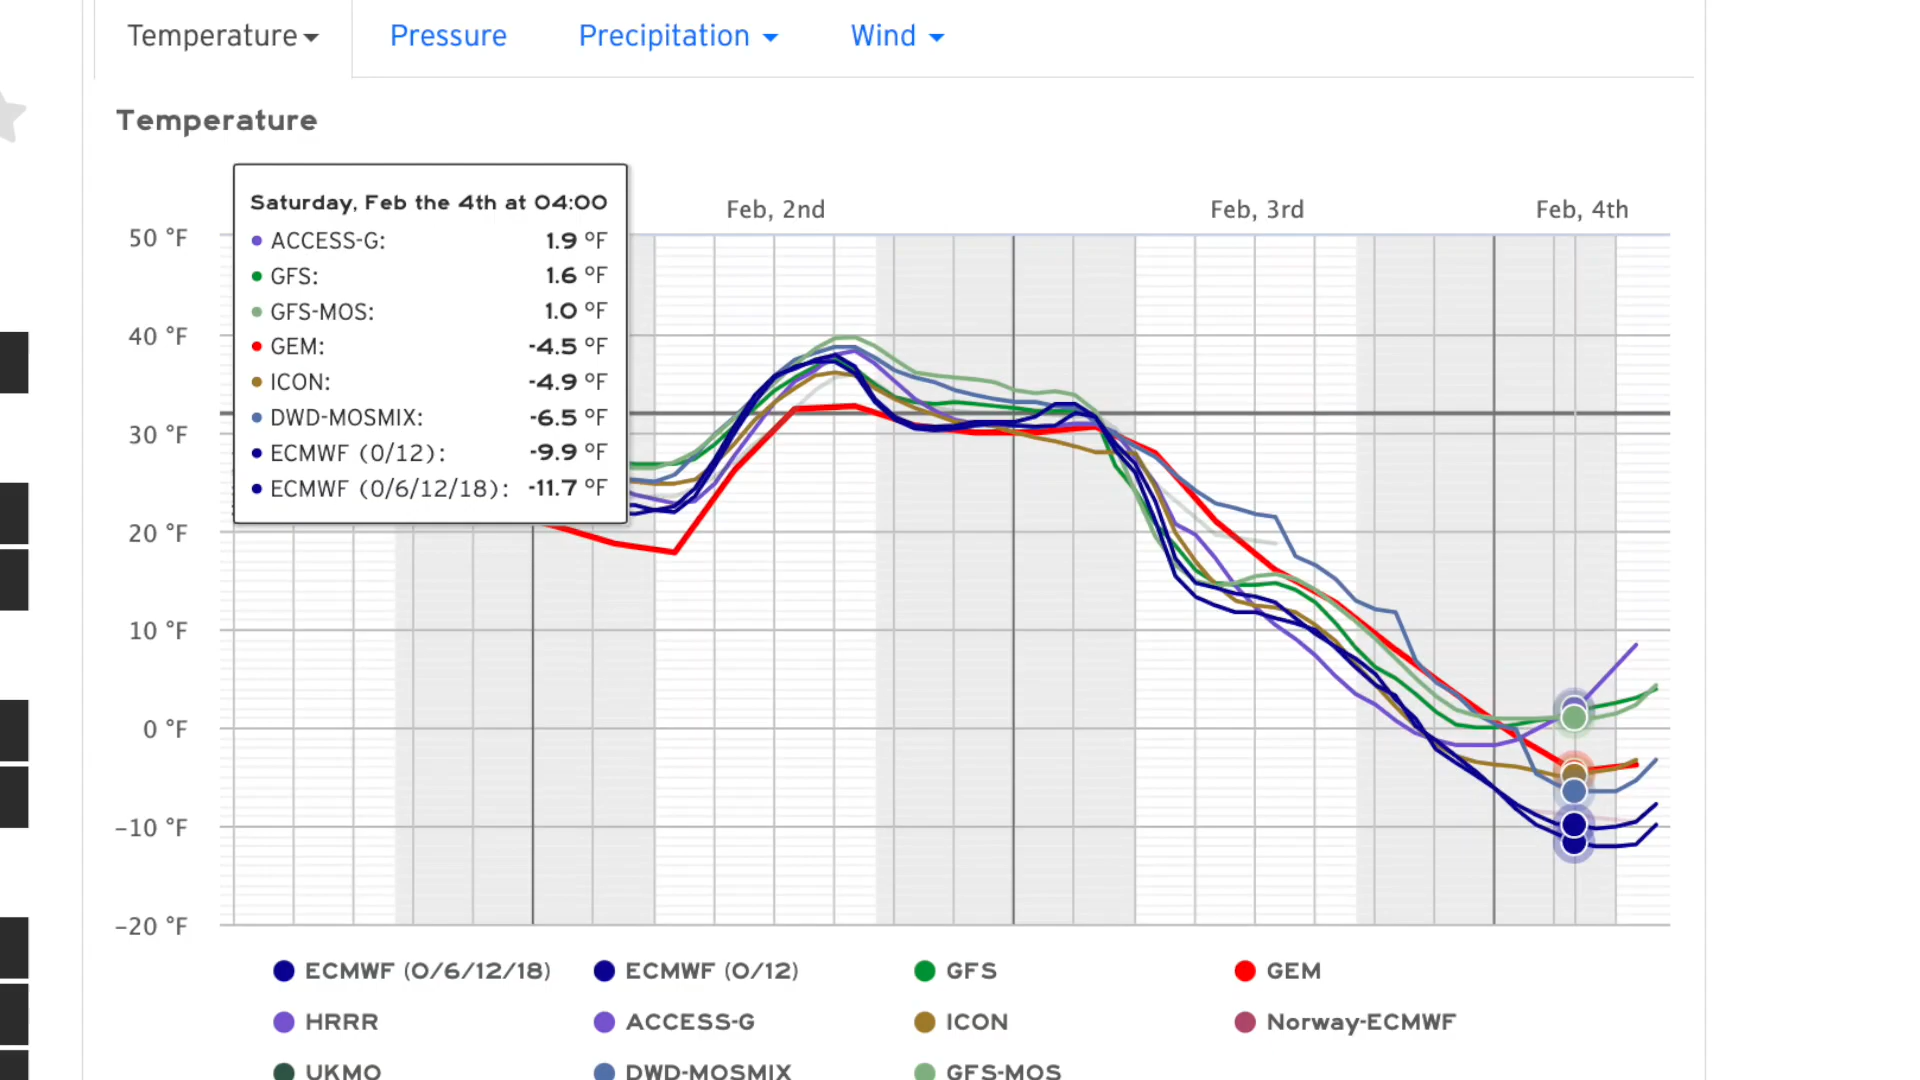 Temperature
Pressure
Precipitation
Wind
Temperature
Saturday, Feb the 4th at 04:00
ACCESS-G: 1.9 °F
GFS: 1.6 °F
GFS-MOS: 1.0 °F
GEM: -4.5 °F
ICON: -4.9 °F
DWD-MOSMIX: -6.5 °F
ECMWF (0/12): -9.9 °F
ECMWF (0/6/12/18): -11.7 °F
Feb, 2nd
Feb, 3rd
Feb, 4th
50 °F
40 °F
30 °F
20 °F
10 °F
0 °F
-10 °F
-20 °F
ECMWF (0/6/12/18)
ECMWF (0/12)
GFS
GEM
HRRR
ACCESS-G
ICON
Norway-ECMWF
UKMO
DWD-MOSMIX
GFS-MOS